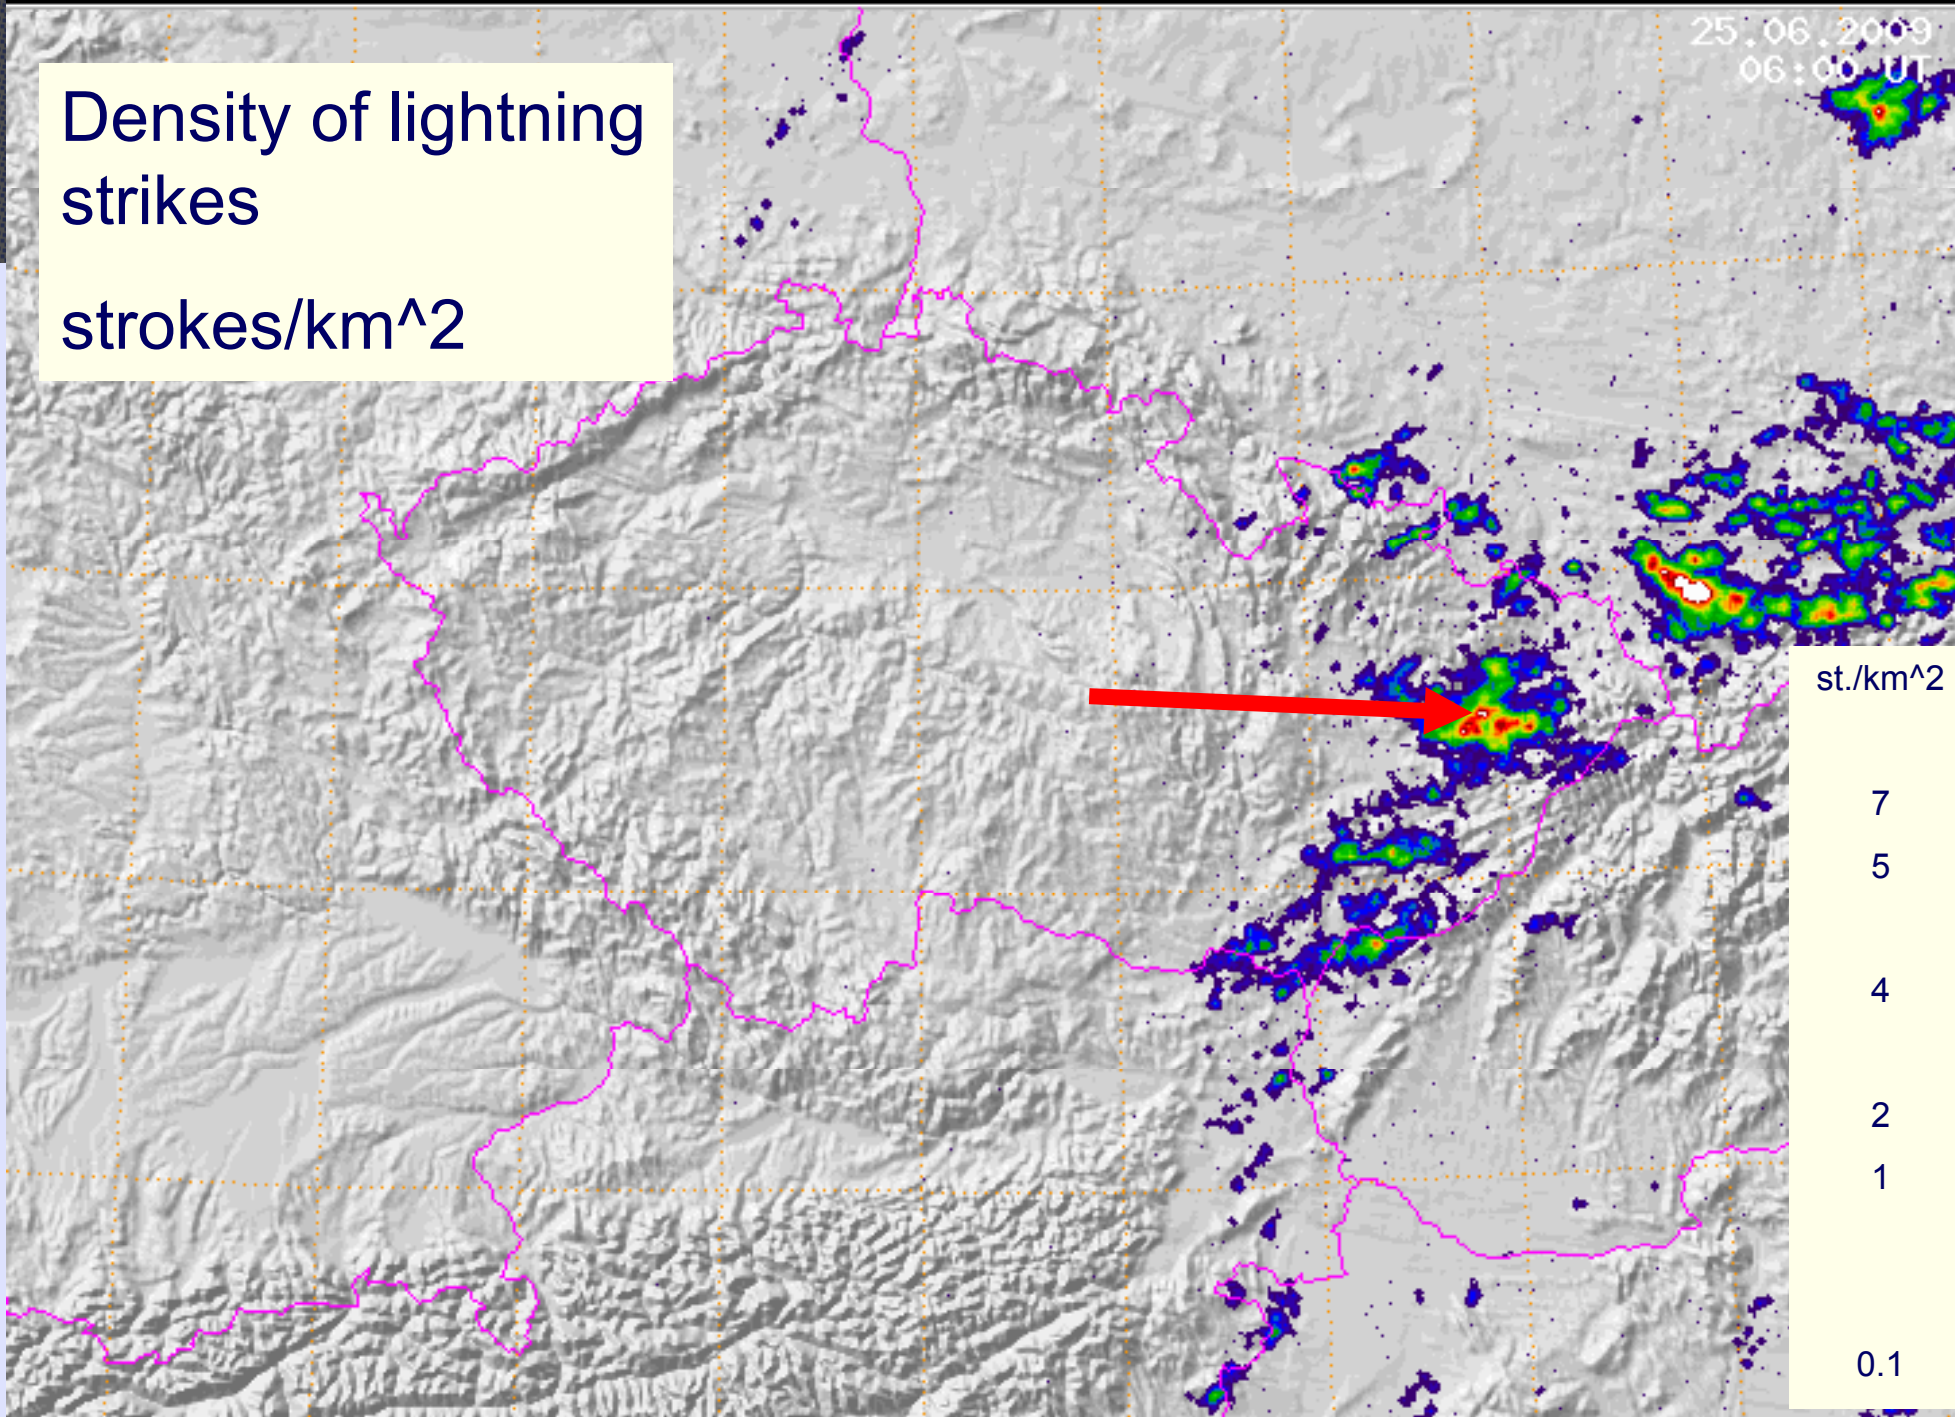 25.06.2009
06:00 UT
Density of lightning
strikes
strokes/km^2
st./km^2
7
5
4
2
1
0.1